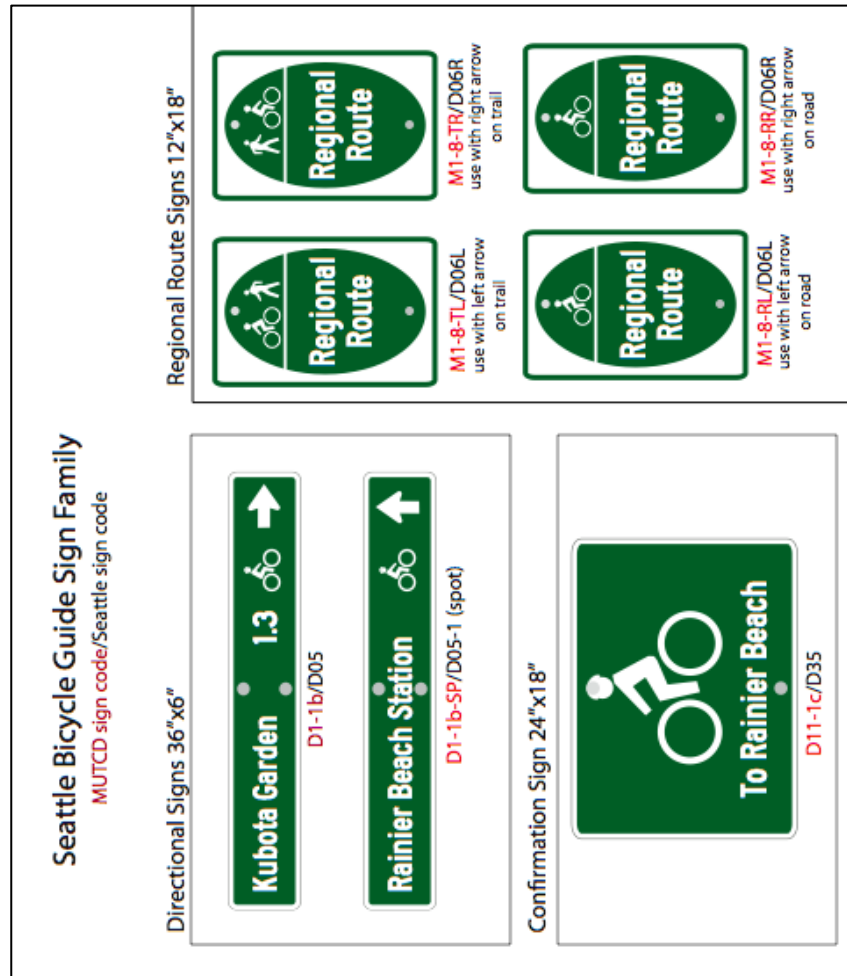 Seattle Bicycle Guide Sign Family
MUTCD sign code/Seattle sign code
Directional Signs 36"x6"
Kubota Garden 1.3
D1-1b/D05
Rainier Beach Station
D1-1b-SP/D05-1 (spot)
Confirmation Sign 24"x18"
To Rainier Beach
D11-1c/D35
Regional Route Signs 12"x18"
Regional
Route
M1-8-TL/D06L
use with left arrow
on trail
Regional
Route
M1-8-TR/D06R
use with right arrow
on trail
Regional
Route
M1-8-RL/D06L
use with left arrow
on road
Regional
Route
M1-8-RR/D06R
use with right arrow
on road